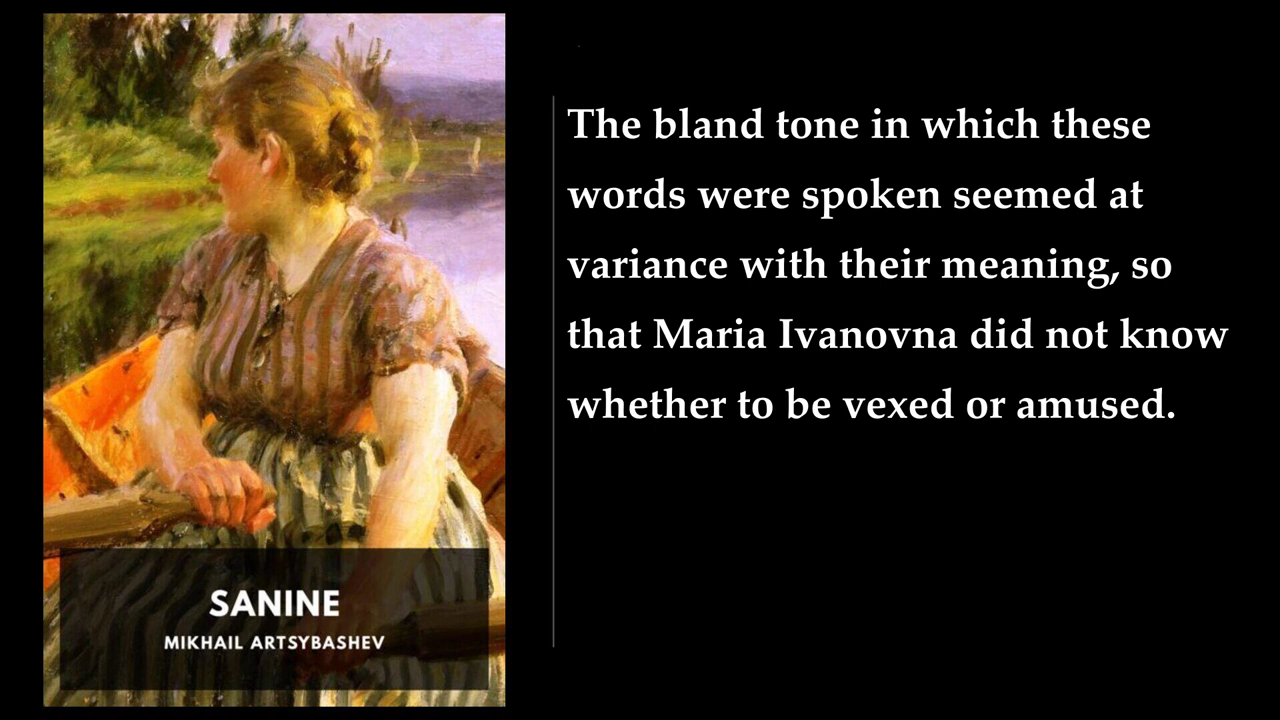 SANINE
MIKHAIL ARTSYBASHEV
The bland tone in which these
words were spoken seemed at
variance with their meaning, so
that Maria Ivanovna did not know
whether to be vexed or amused.